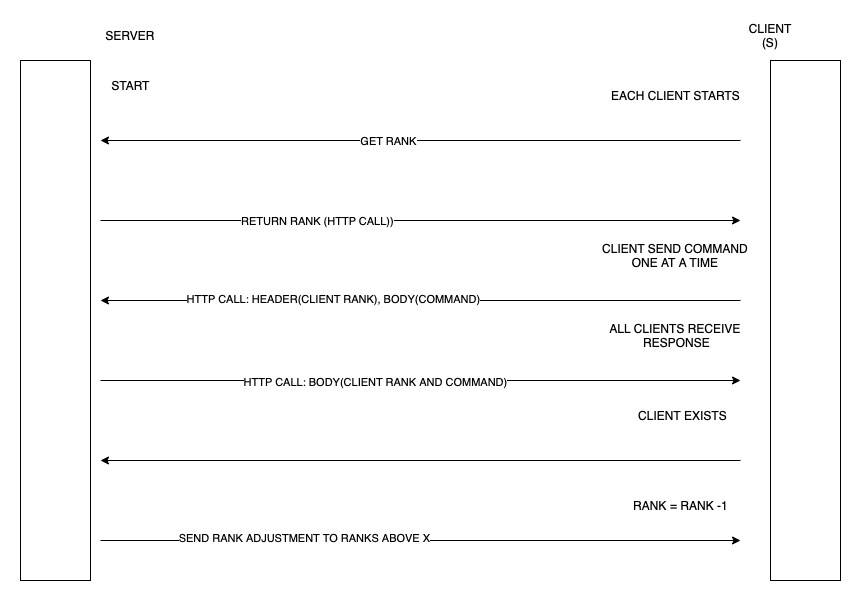 SERVER
CLIENT
(S)
START
EACH CLIENT STARTS
GET RANK
RETURN RANK (HTTP CALL))
CLIENT SEND COMMAND
ONE AT A TIME
HTTP CALL: HEADER(CLIENT RANK), BODY(COMMAND)
ALL CLIENTS RECEIVE
RESPONSE
HTTP CALL: BODY(CLIENT RANK AND COMMAND)
CLIENT EXISTS
RANK = RANK -1
SEND RANK ADJUSTMENT TO RANKS ABOVE X